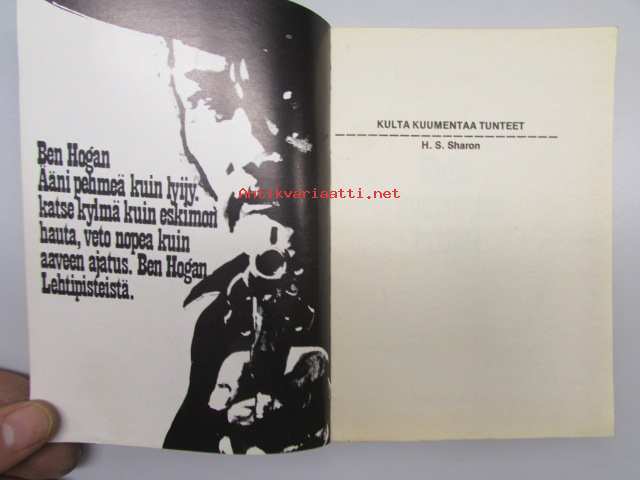 Ben Hogan
Ääni pehmeä kuin lyijy.
katse kylmä kuin eskimon
hauta, veto nopea kuin
aaveen ajatus. Ben Hogan
Lehtipisteistä.
Antikvariaatti.net
KULTA KUUMENTAA TUNTEET
H. S. Sharon